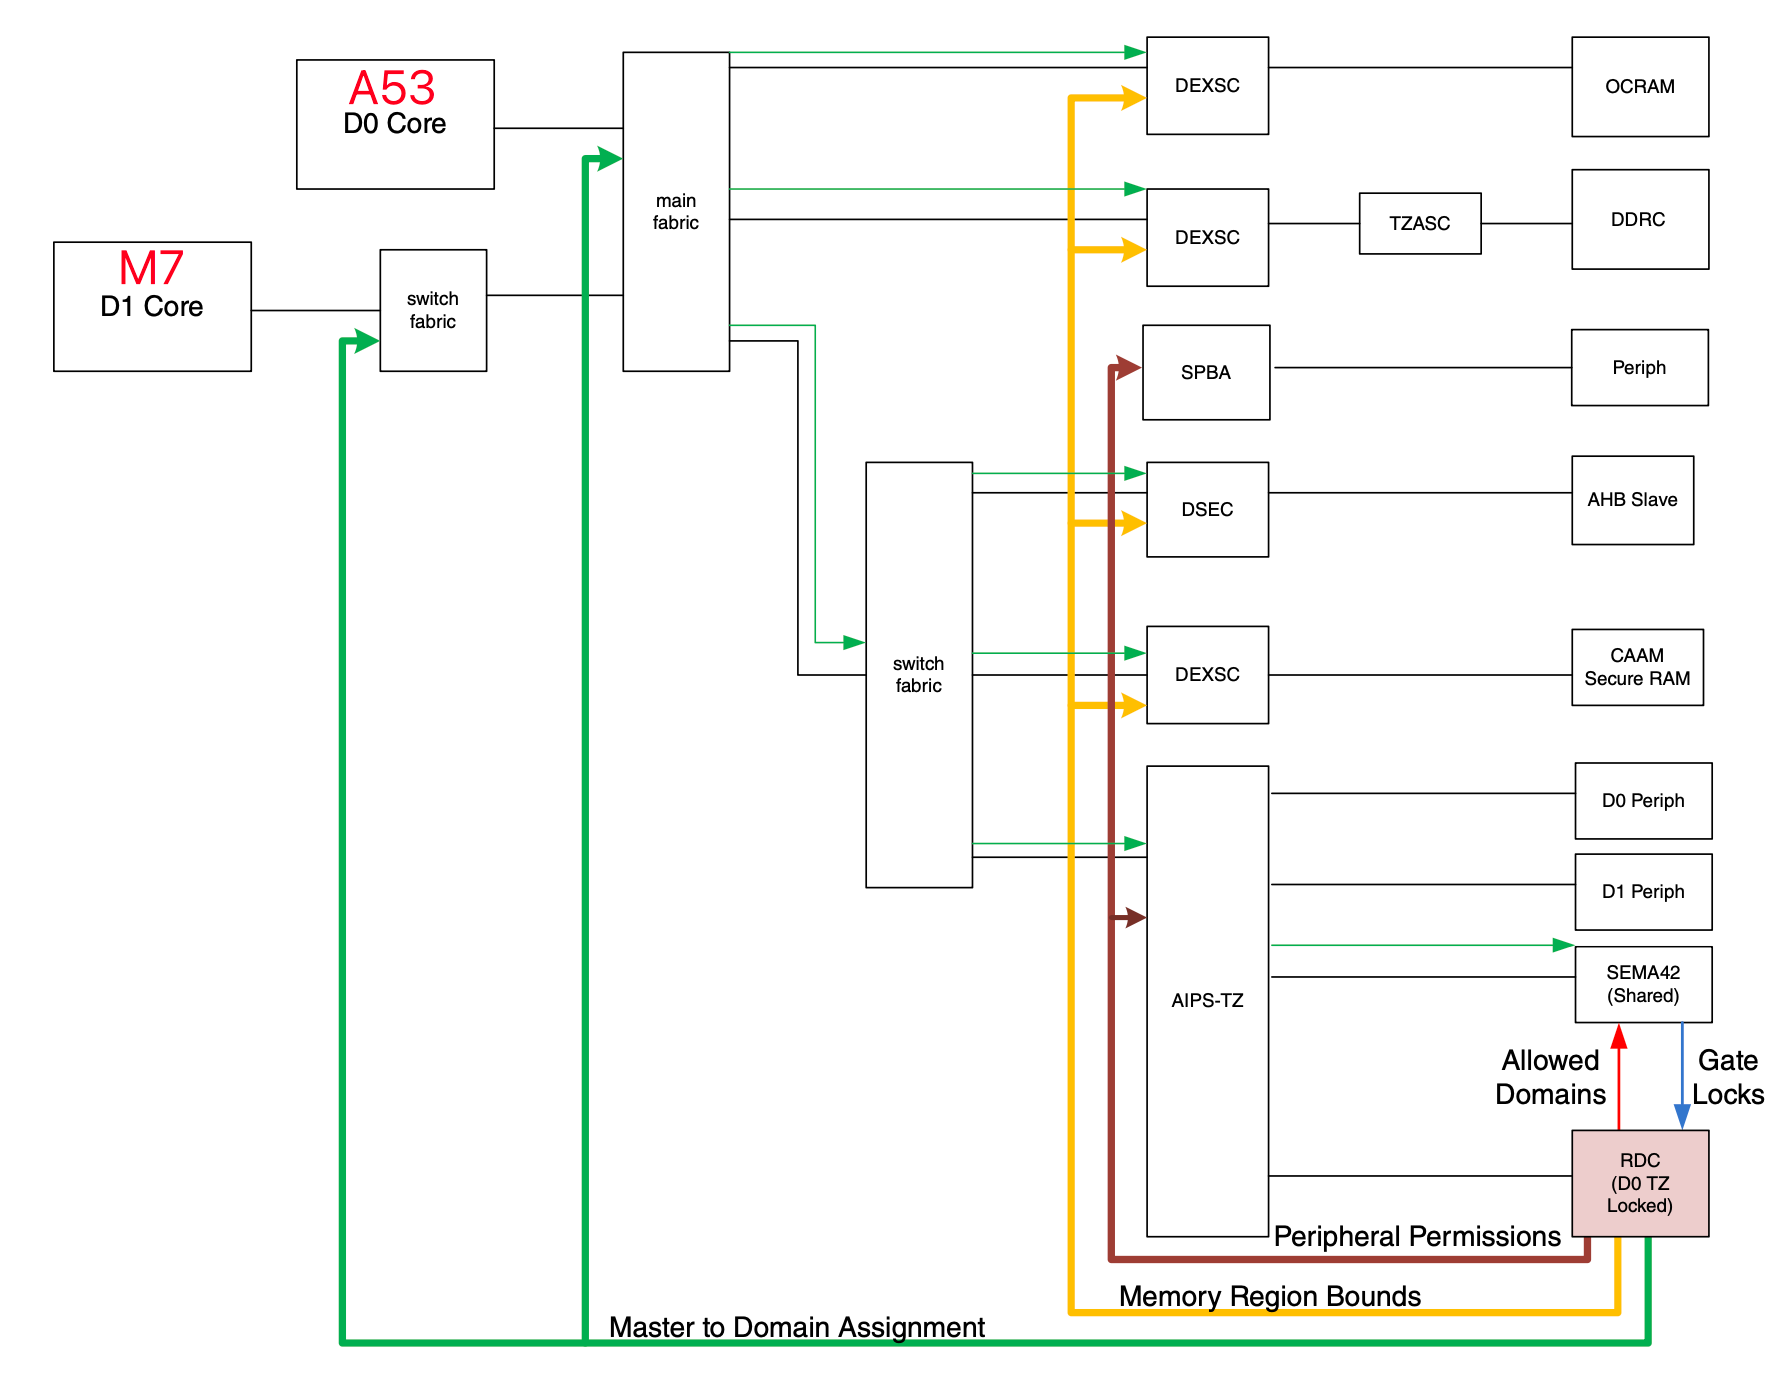 A53
D0 Core
M7
D1 Core
switch
fabric
main
fabric
DEXSC
OCRAM
DEXSC
TZASC
DDRC
SPBA
Periph
DSEC
AHB Slave
switch
fabric
DEXSC
CAAM
Secure RAM
AIPS-TZ
D0 Periph
D1 Periph
SEMA42
(Shared)
Allowed
Domains
Gate
Locks
RDC
(D0 TZ
Locked)
Peripheral Permissions
Memory Region Bounds
Master to Domain Assignment